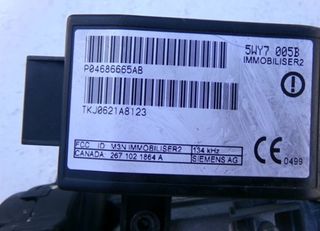 5WY7 005B
IMMOBILISER2
P04686665AB
TKJ0621A8123
FCC ID M3N IMMOBILISER2 134 kHz
CANADA 267 102 1864 A SIEMENS AG
CE 0499